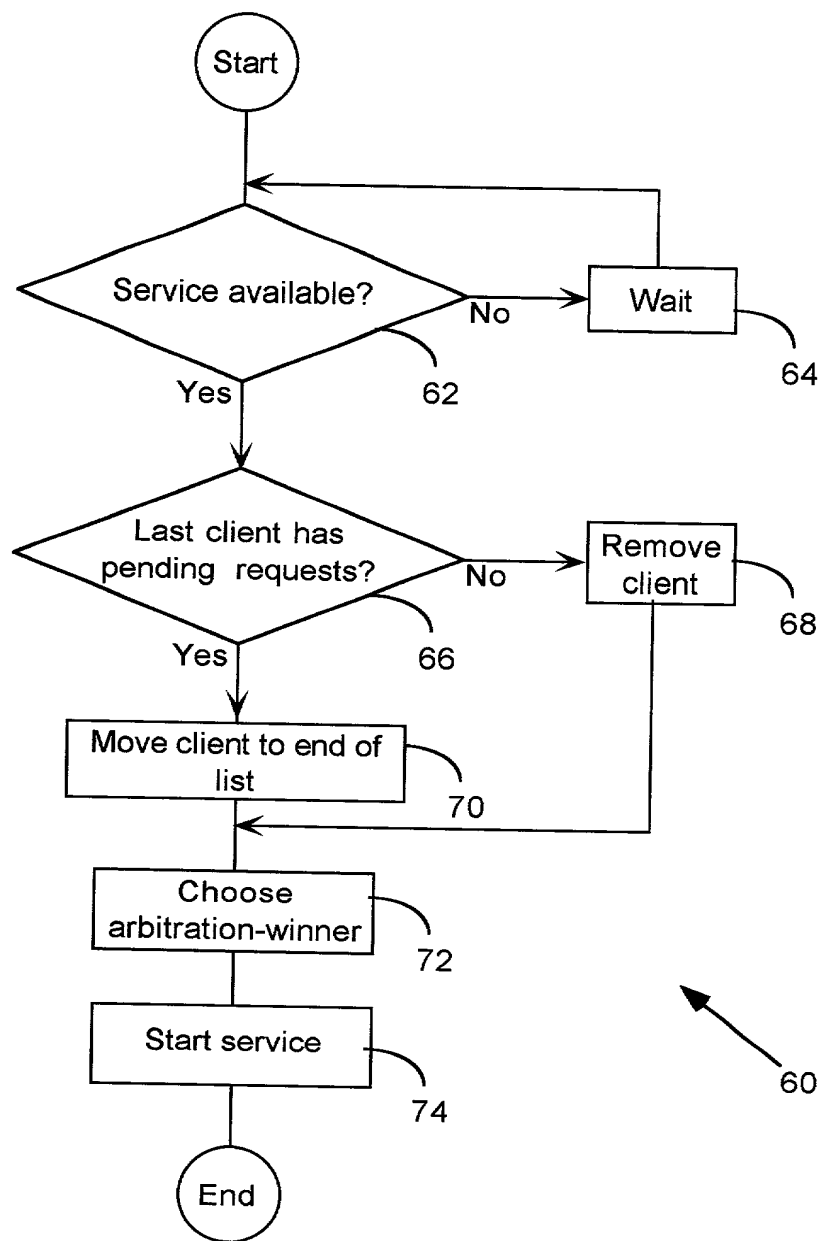 Start
Service available?
No
Wait
64
Yes
62
Last client has
pending requests?
No
Remove
client
68
Yes
66
Move client to end of
list
70
Choose
arbitration-winner
72
Start service
74
60
End